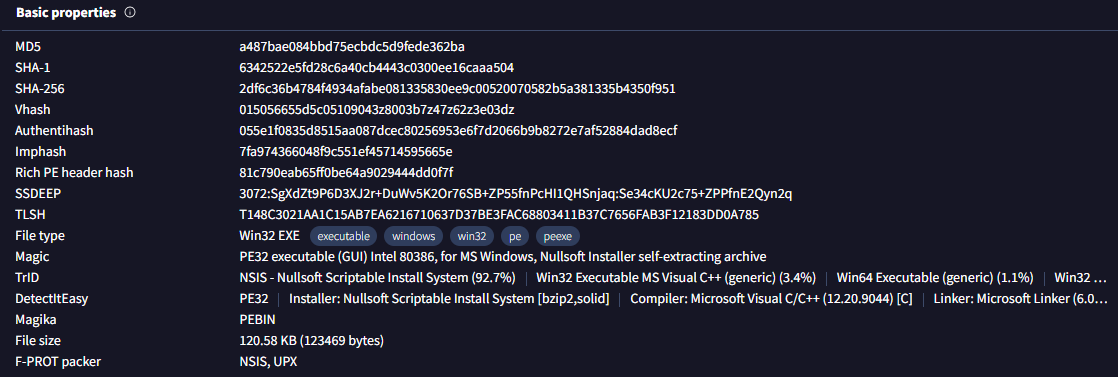 Basic properties
MD5 a487bae084bbd75ecbdc5d9fede362ba
SHA-1 6342522e5fd28c6a40cb4443c0300ee16caaa504
SHA-256 2df6c36b4784f4934afabe081335830ee9c00520070582b5a381335b4350f951
Vhash 015056655d5c05109043z8003b7z47z62z3e03dz
Authentihash 055e1f0835d8515aa087dcec80256953e6f7d2066b9b8272e7af52884dad8ecf
Imphash 7fa974366048f9c551ef45714595665e
Rich PE header hash 81c790eab65ff0be64a9029444dd0f7f
SSDEEP 3072:SgXdZt9P6D3XJ2r+DuWv5K2Or76SB+ZP55fnPcHI1QHSnjaq:Se34cKU2c75+ZPPfnE2Qyn2q
TLSH T148C3021AA1C15AB7EA6216710637D37BE3FAC68803411B37C7656FAB3F12183DD0A785
File type Win32 EXE executable windows win32 pe peexe
Magic PE32 executable (GUI) Intel 80386, for MS Windows, Nullsoft Installer self-extracting archive
TrID NSIS - Nullsoft Scriptable Install System (92.7%) Win32 Executable MS Visual C++ (generic) (3.4%) Win64 Executable (generic) (1.1%) Win32 ...
DetectItEasy PE32 Installer: Nullsoft Scriptable Install System [bzip2,solid] Compiler: Microsoft Visual C/C++ (12.20.9044) [C] Linker: Microsoft Linker (6.0...
Magika PEBIN
File size 120.58 KB (123469 bytes)
F-PROT packer NSIS, UPX